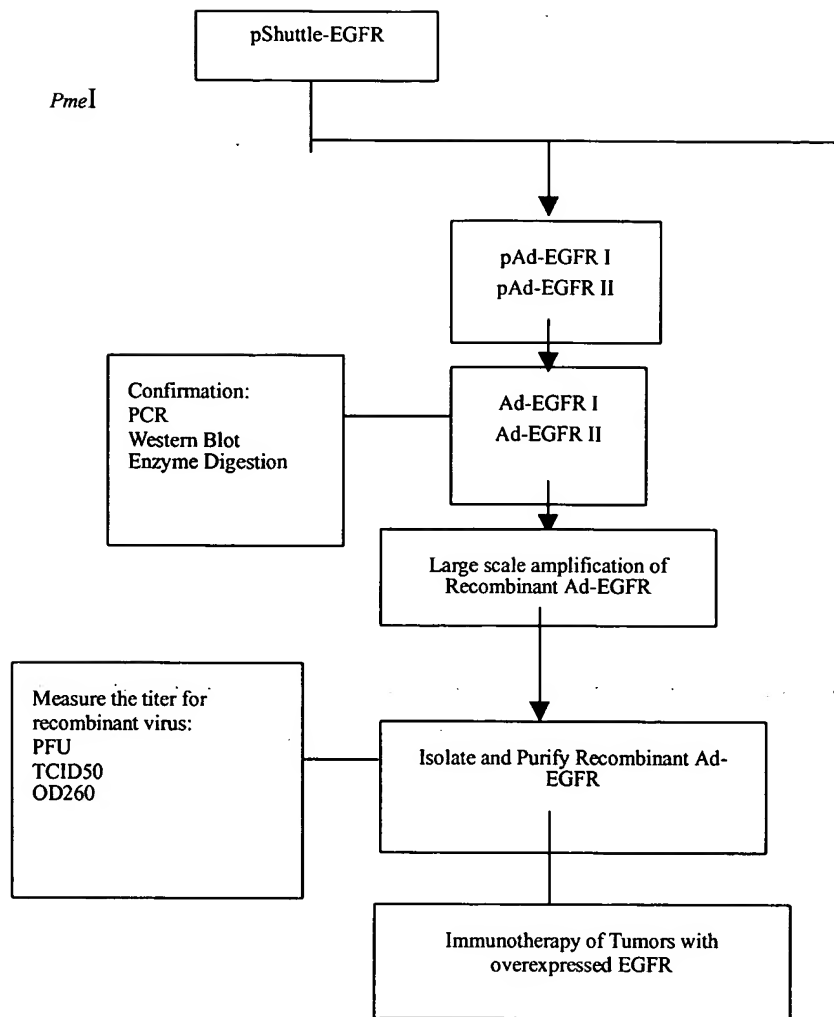 pShuttle-EGFR
PmeI
pAd-EGFR I
pAd-EGFR II
Confirmation:
PCR
Western Blot
Enzyme Digestion
Ad-EGFR I
Ad-EGFR II
Large scale amplification of
Recombinant Ad-EGFR
Measure the titer for
recombinant virus:
PFU
TCID50
OD260
Isolate and Purify Recombinant Ad-
EGFR
Immunotherapy of Tumors with
overexpressed EGFR